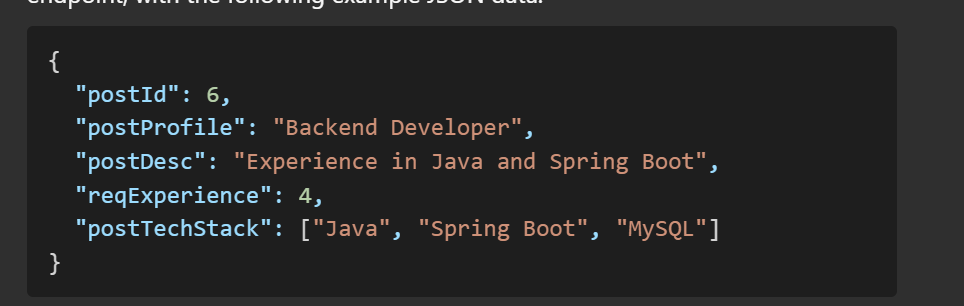 endpoint, with the following example JSON data:
{
"postId": 6,
"postProfile": "Backend Developer",
"postDesc": "Experience in Java and Spring Boot",
"reqExperience": 4,
"postTechStack": ["Java", "Spring Boot", "MySQL"]
}